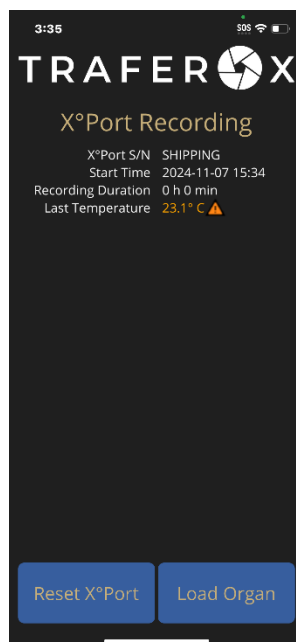 3:35 SOS
TRAFEROX
X°Port Recording
X°Port S/N SHIPPING
Start Time 2024-11-07 15:34
Recording Duration 0 h 0 min
Last Temperature 23.1° C
Reset X°Port Load Organ